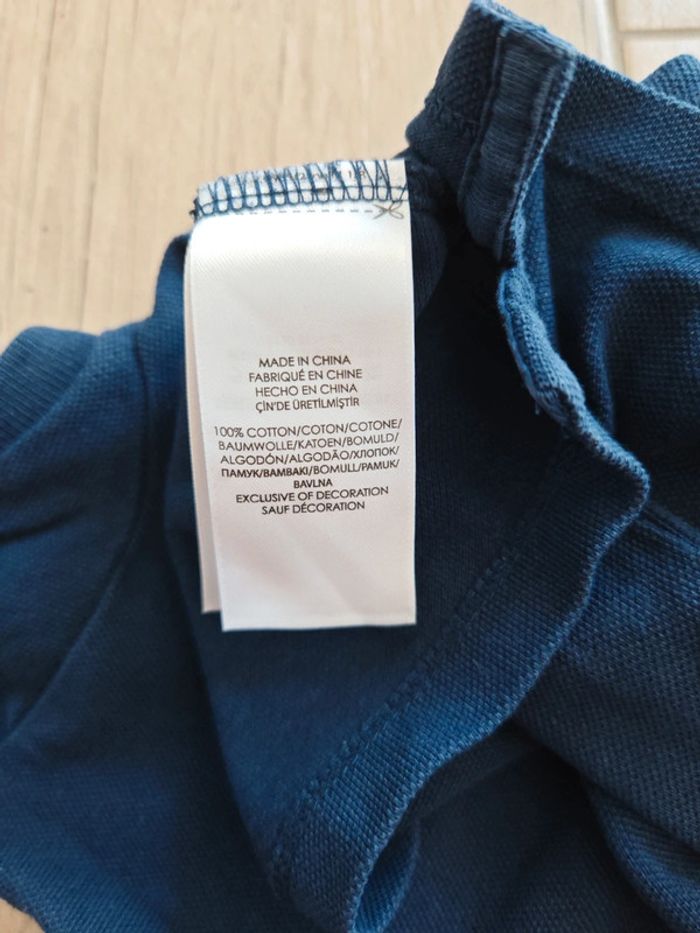 MADE IN CHINA
FABRIQUÉ EN CHINE
HECHO EN CHINA
ÇİN'DE ÜRETİLMİŞTİR
100% COTTON/COTON/COTONE/
BAUMWOLLE/KATOEN/BOMULD/
ALGODÓN/ALGODÃO/ХЛОПОК/
ПАМУК/ΒΑΜΒΑΚΙ/BOMULL/PAMUK/
BAVLNA
EXCLUSIVE OF DECORATION
SAUF DÉCORATION